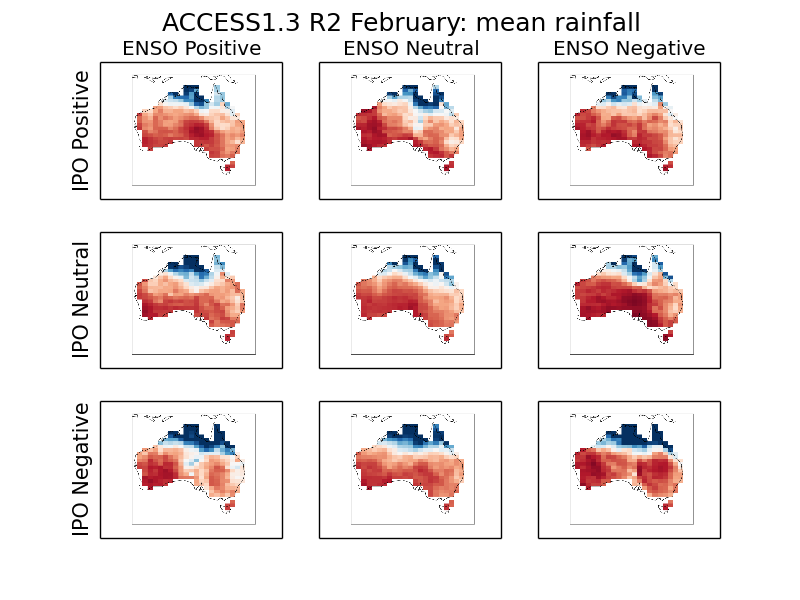 ACCESS1.3 R2 February: mean rainfall
ENSO Positive
ENSO Neutral
ENSO Negative
IPO Positive
IPO Neutral
IPO Negative